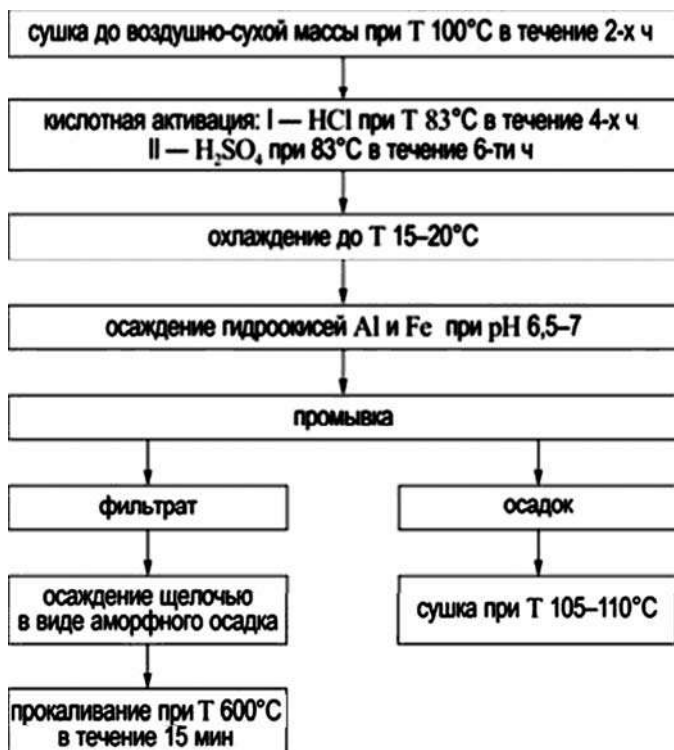 сушка до воздушно-сухой массы при Т 100°С в течение 2-х ч
кислотная активация: I — HCl при Т 83°С в течение 4-х ч
II — H₂SO₄ при 83°С в течение 6-ти ч
охлаждение до Т 15–20°С
осаждение гидроокисей Al и Fe при pH 6,5–7
промывка
фильтрат
осадок
осаждение щелочью
в виде аморфного осадка
сушка при Т 105–110°С
прокаливание при Т 600°С
в течение 15 мин